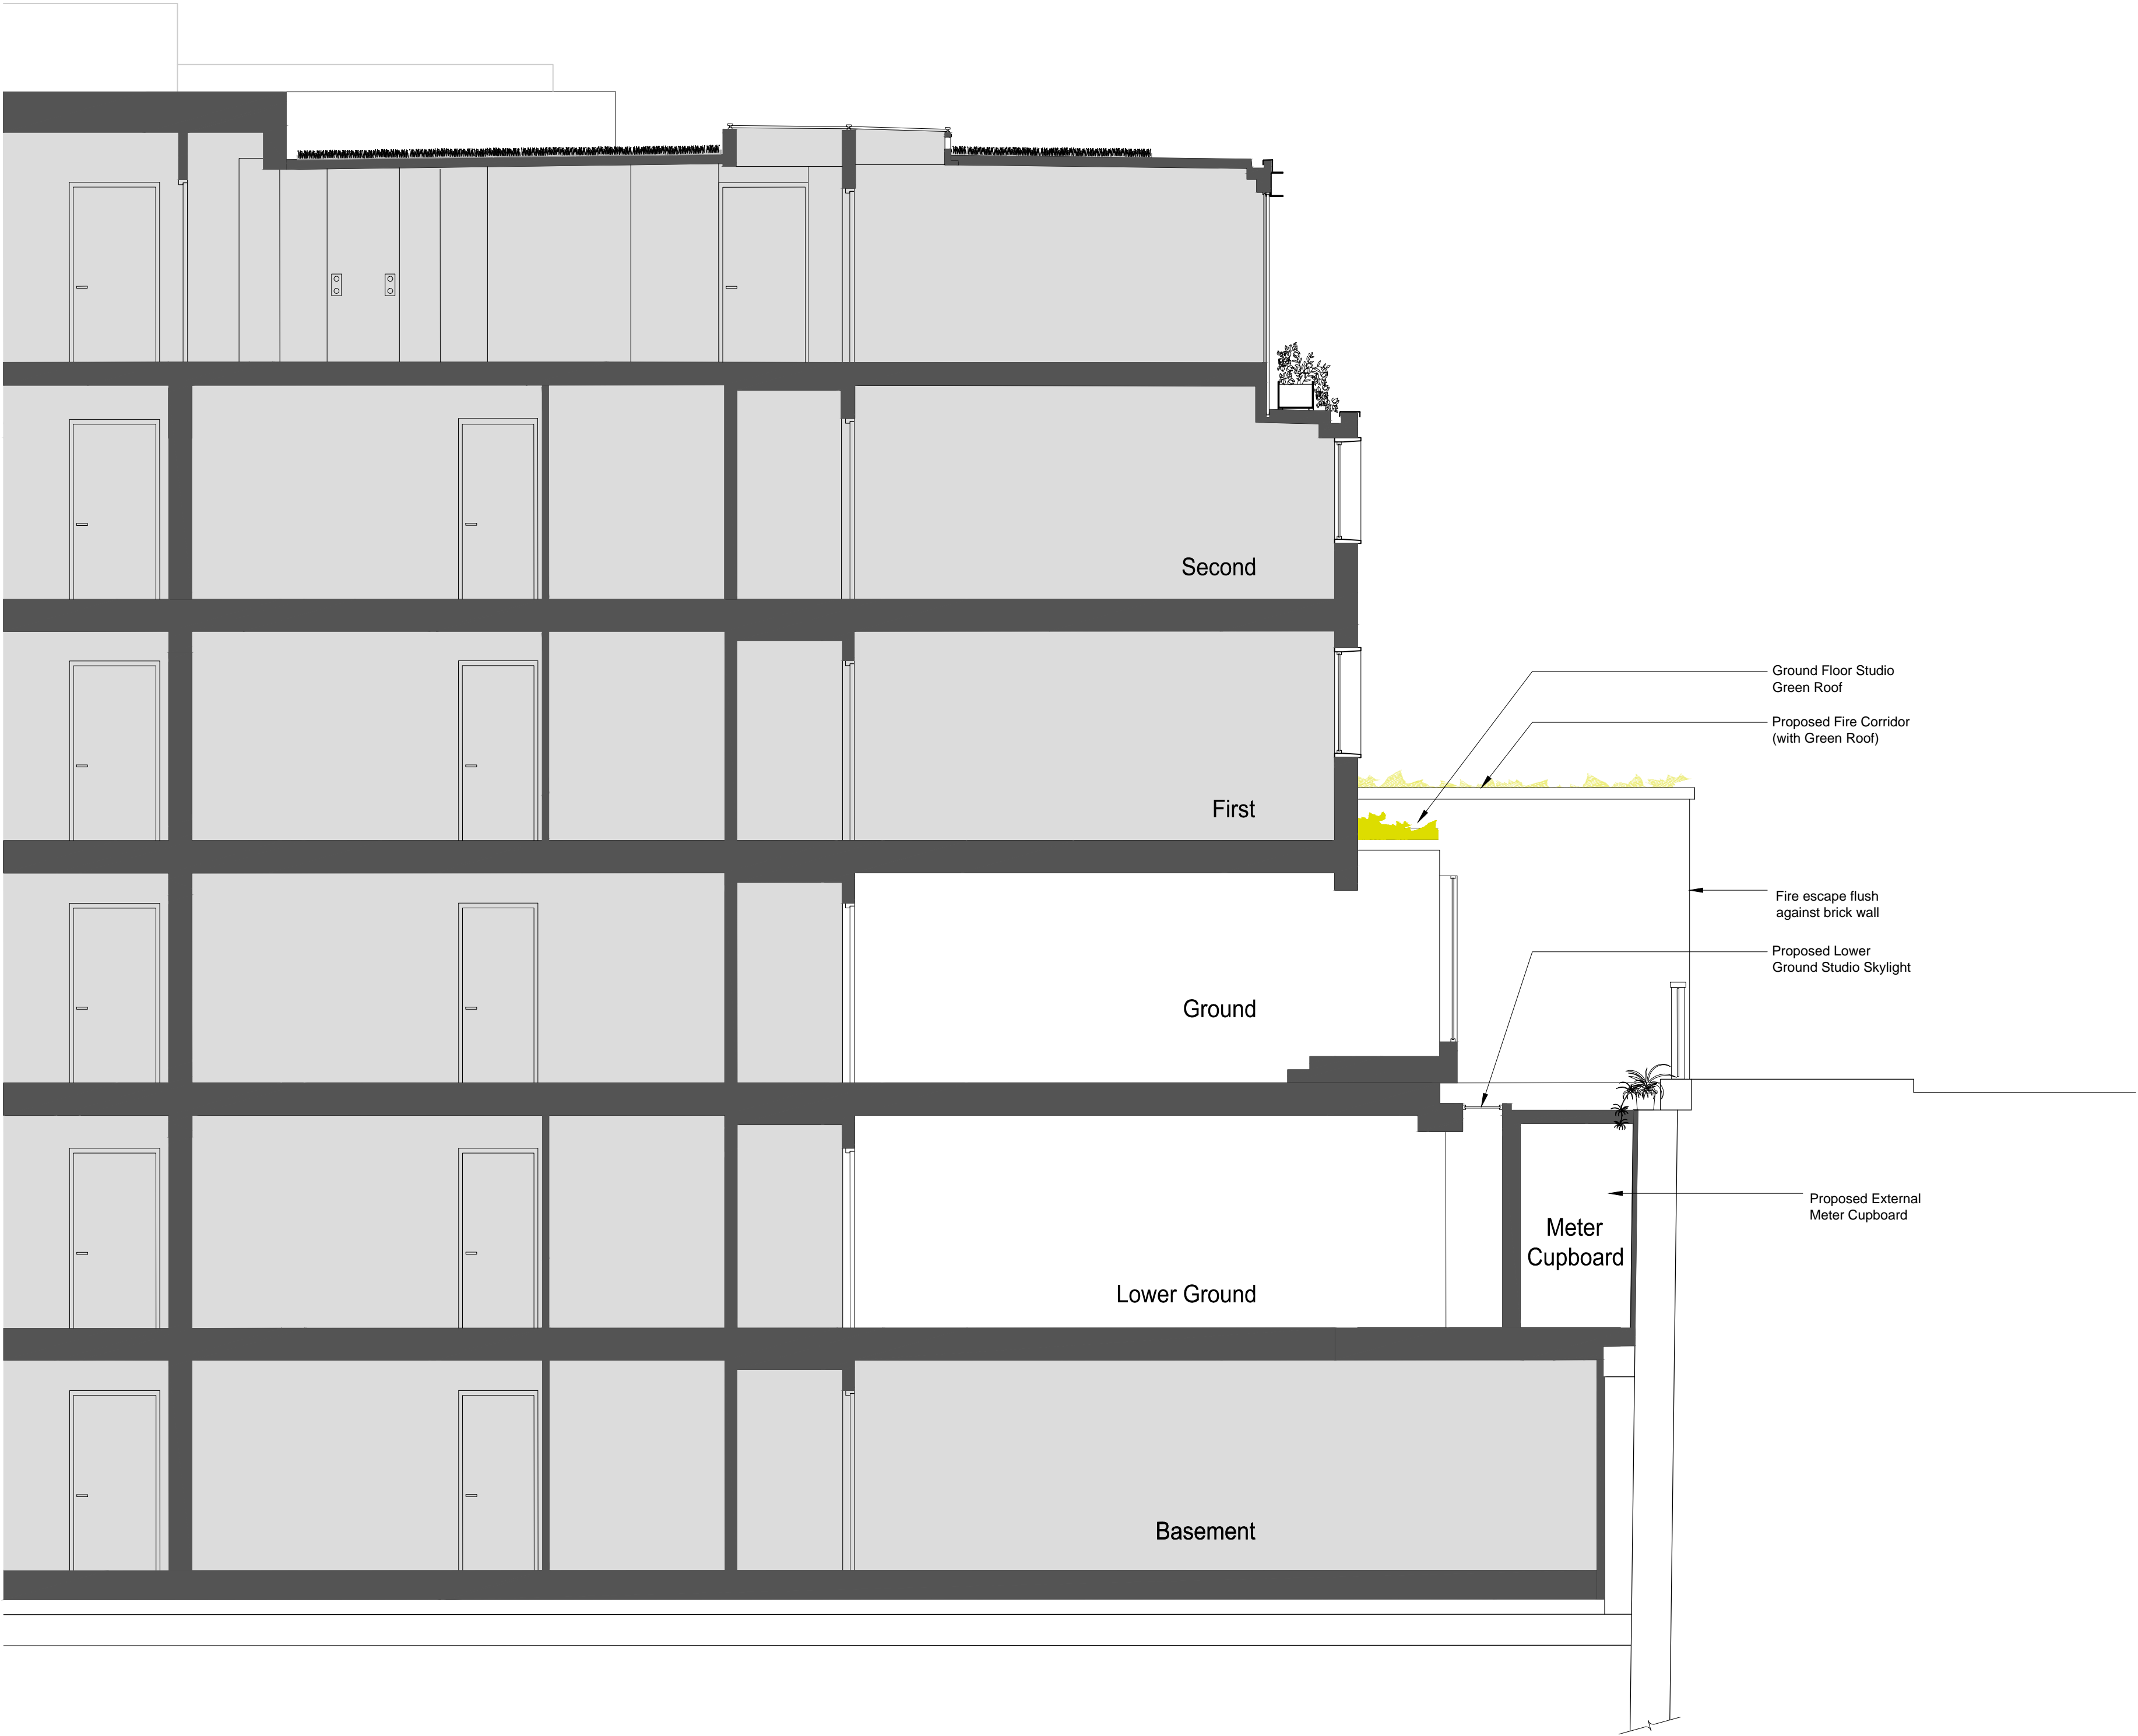 Second
Ground Floor Studio
Green Roof
Proposed Fire Corridor
(with Green Roof)
First
Fire escape flush
against brick wall
Proposed Lower
Ground Studio Skylight
Ground
Proposed External
Meter Cupboard
Meter
Cupboard
Lower Ground
Basement